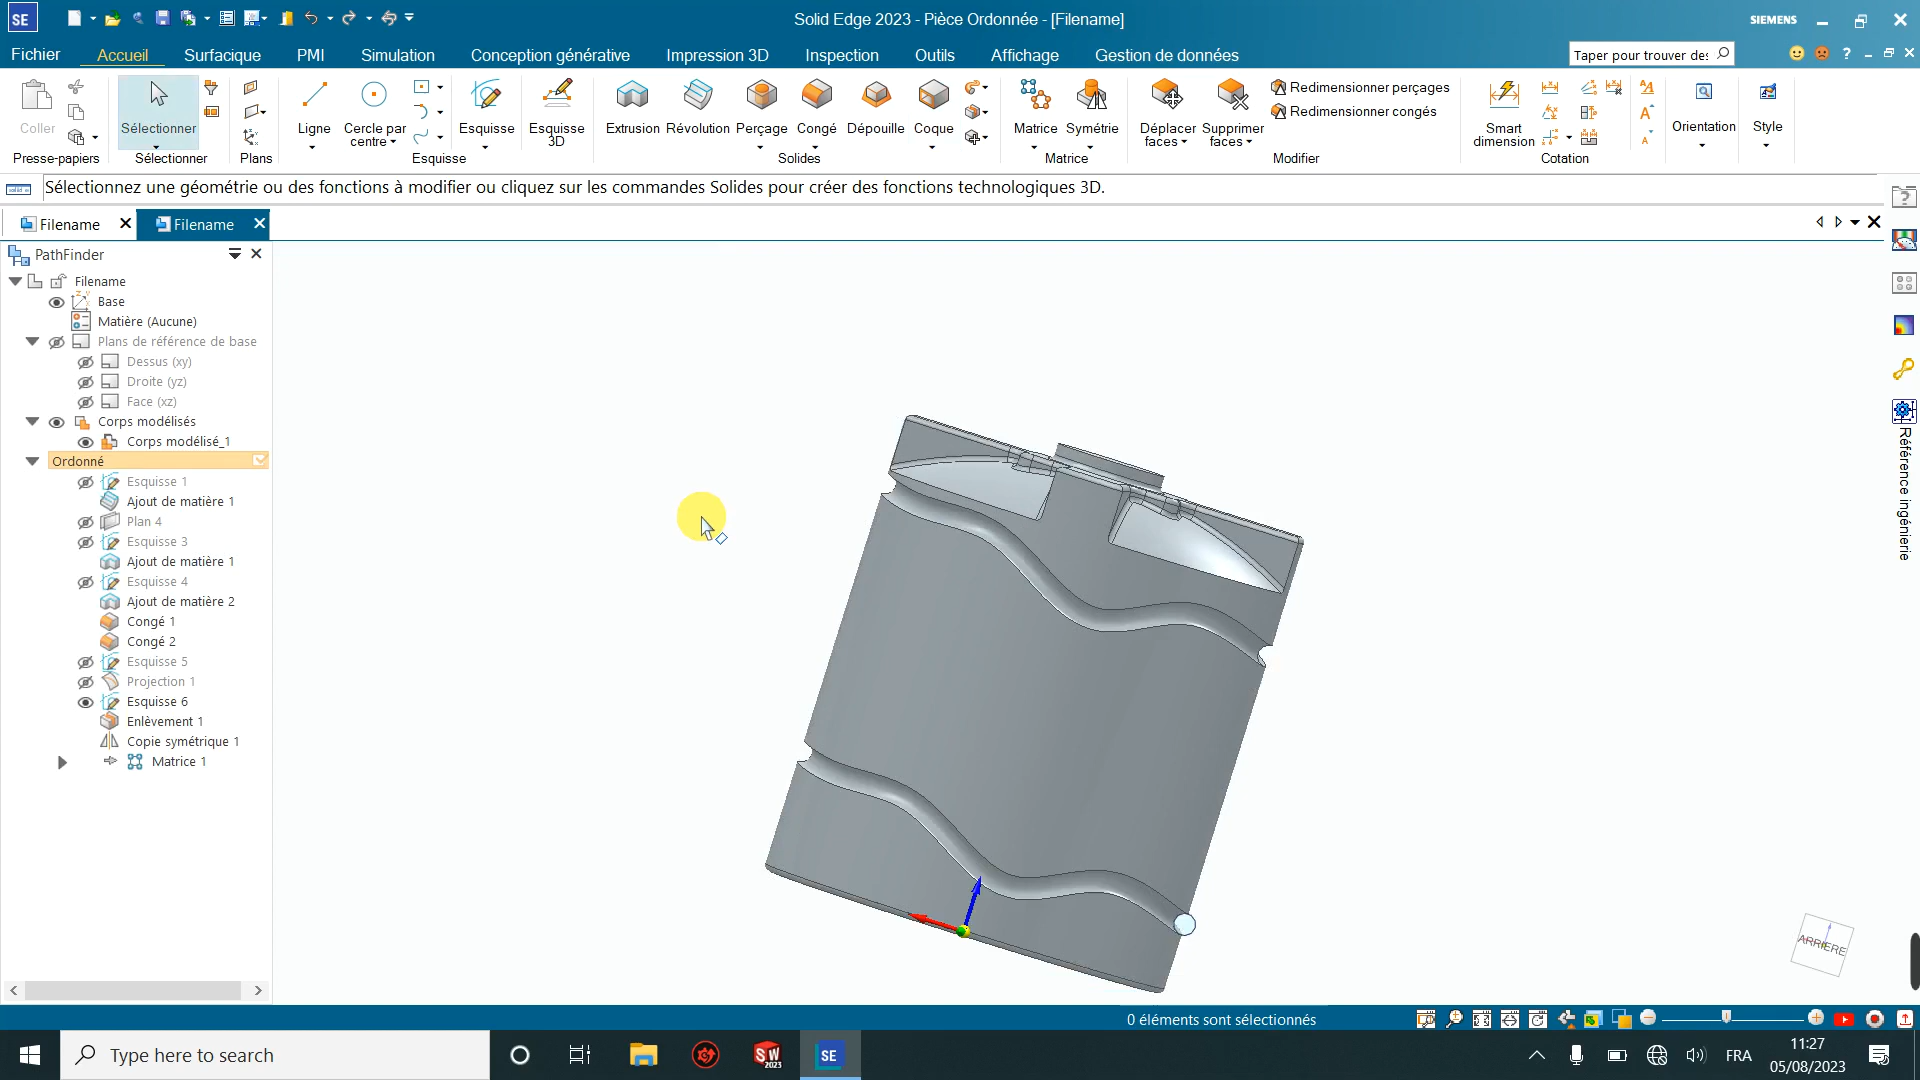 SE
Solid Edge 2023 - Pièce Ordonnée - [Filename]
SIEMENS
Fichier
Accueil
Surfacique
PMI
Simulation
Conception générative
Impression 3D
Inspection
Outils
Affichage
Gestion de données
Taper pour trouver des
Coller
Sélectionner
Ligne
Cercle par
centre
Esquisse
Esquisse
3D
Extrusion
Révolution
Perçage
Congé
Dépouille
Coque
Matrice
Symétrie
Déplacer
faces
Supprimer
faces
Redimensionner perçages
Redimensionner congés
Smart
dimension
Orientation
Style
Presse-papiers
Sélectionner
Plans
Esquisse
Solides
Matrice
Modifier
Cotation
Sélectionnez une géométrie ou des fonctions à modifier ou cliquez sur les commandes Solides pour créer des fonctions technologiques 3D.
Filename
Filename
PathFinder
Filename
Base
Matière (Aucune)
Plans de référence de base
Dessus (xy)
Droite (yz)
Face (xz)
Corps modélisés
Corps modélisé_1
Ordonné
Esquisse 1
Ajout de matière 1
Plan 4
Esquisse 3
Ajout de matière 1
Esquisse 4
Ajout de matière 2
Congé 1
Congé 2
Esquisse 5
Projection 1
Esquisse 6
Enlèvement 1
Copie symétrique 1
Matrice 1
Référence ingénierie
ARRIERE
0 éléments sont sélectionnés
Type here to search
SW
2023
SE
FRA
11:27
05/08/2023